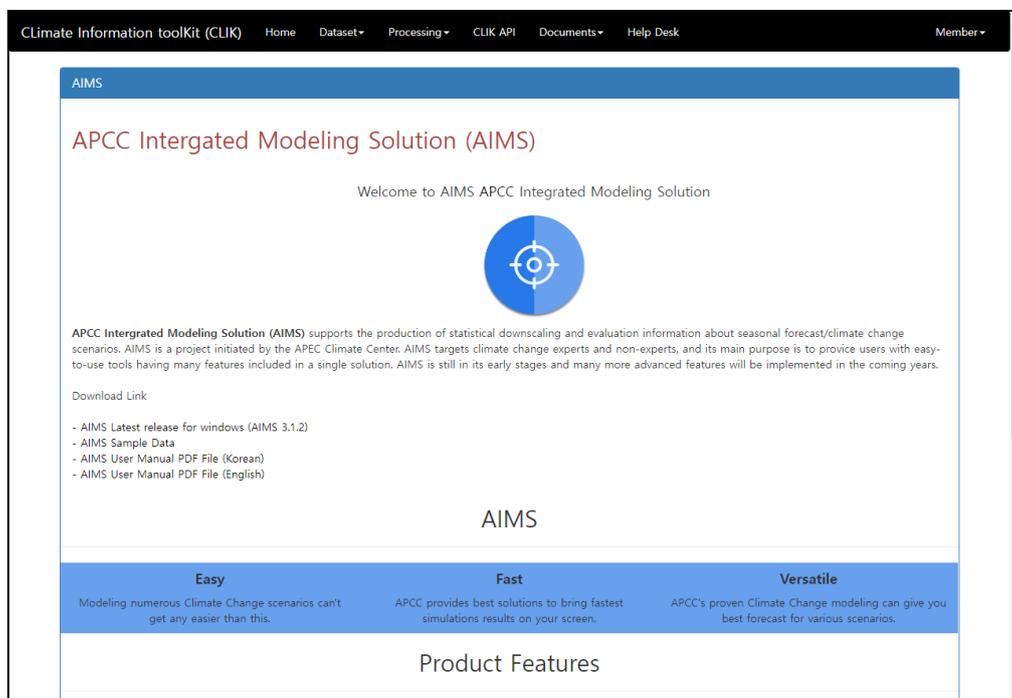 CLimate Information toolKit (CLIK) Home Dataset Processing CLIK API Documents Help Desk Member
AIMS
APCC Intergated Modeling Solution (AIMS)
Welcome to AIMS APCC Integrated Modeling Solution
APCC Intergrated Modeling Solution (AIMS) supports the production of statistical downscaling and evaluation information about seasonal forecast/climate change
scenarios. AIMS is a project initiated by the APEC Climate Center. AIMS targets climate change experts and non-experts, and its main purpose is to provice users with easy-
to-use tools having many features included in a single solution. AIMS is still in its early stages and many more advanced features will be implemented in the coming years.
Download Link
- AIMS Latest release for windows (AIMS 3.1.2)
- AIMS Sample Data
- AIMS User Manual PDF File (Korean)
- AIMS User Manual PDF File (English)
AIMS
Easy
Modeling numerous Climate Change scenarios can't
get any easier than this.
Fast
APCC provides best solutions to bring fastest
simulations results on your screen.
Versatile
APCC's proven Climate Change modeling can give you
best forecast for various scenarios.
Product Features